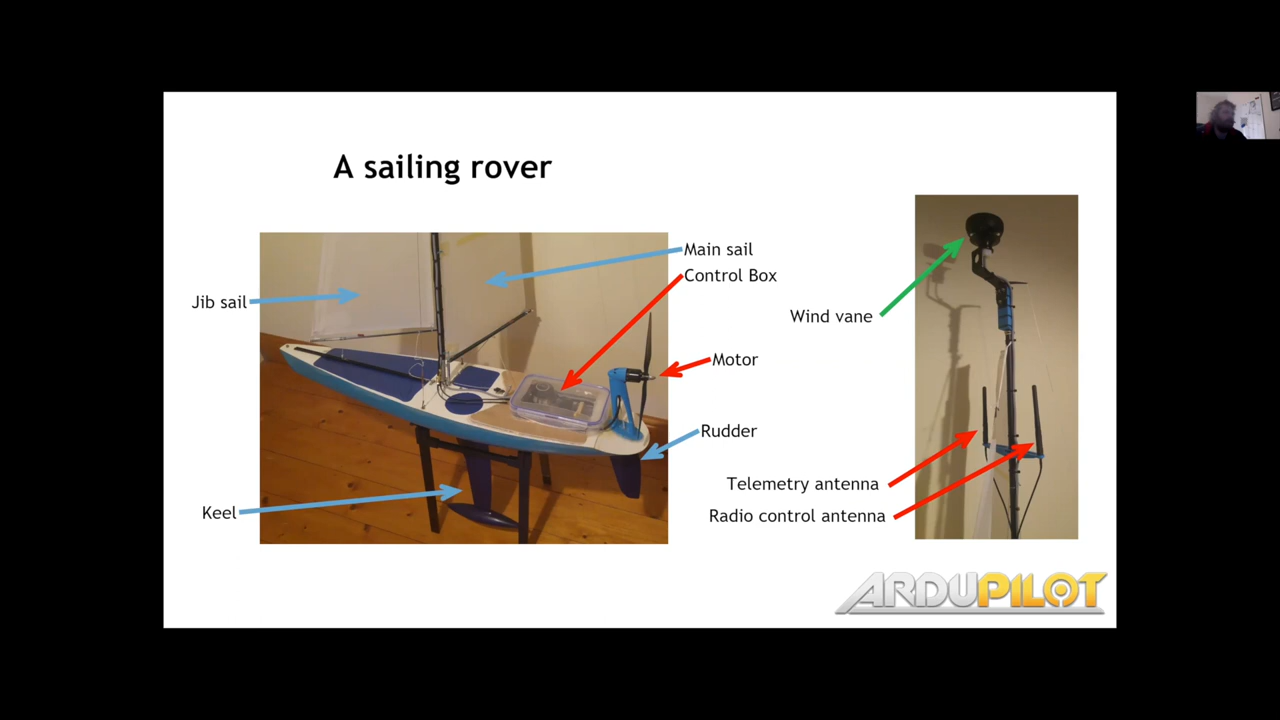 A sailing rover
Main sail
Control Box
Jib sail
Wind vane
Motor
Rudder
Telemetry antenna
Keel
Radio control antenna
ARDUPILOT